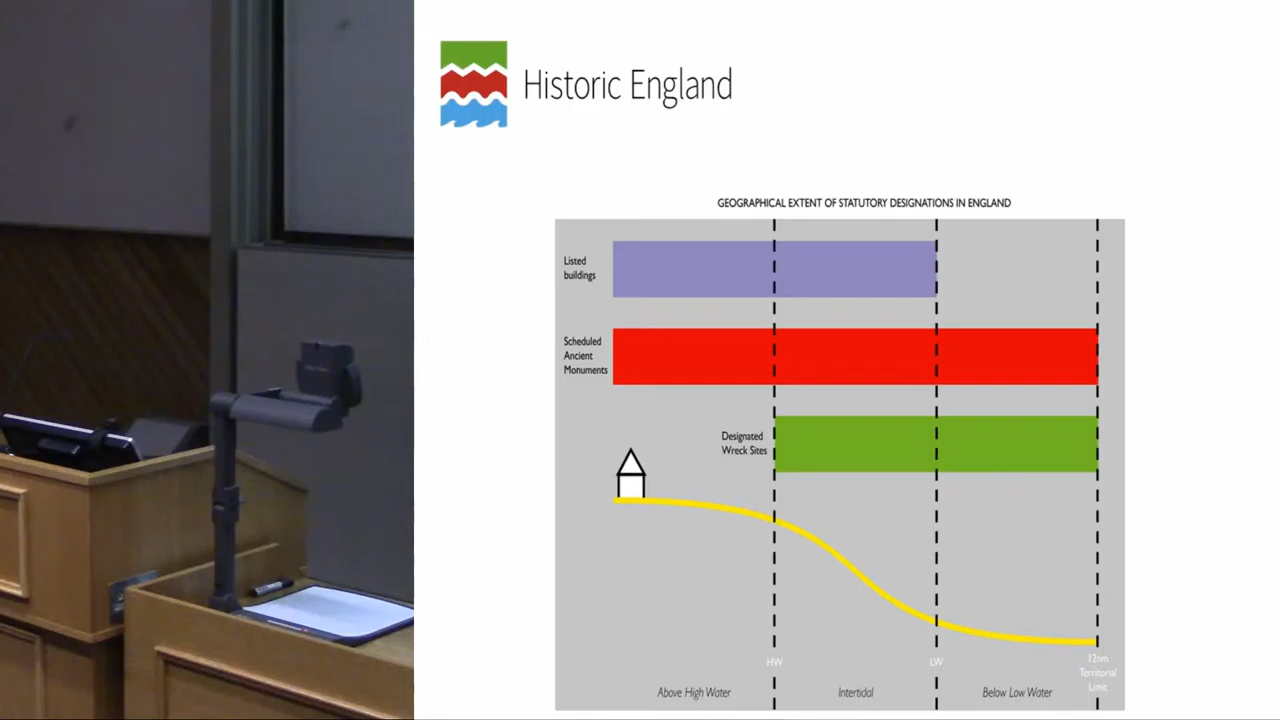 Historic England
GEOGRAPHICAL EXTENT OF STATUTORY DESIGNATIONS IN ENGLAND
Listed
buildings
Scheduled
Ancient
Monuments
Designated
Wreck Sites
HW
LW
12nm
Territorial
Limit
Above High Water
Intertidal
Below Low Water